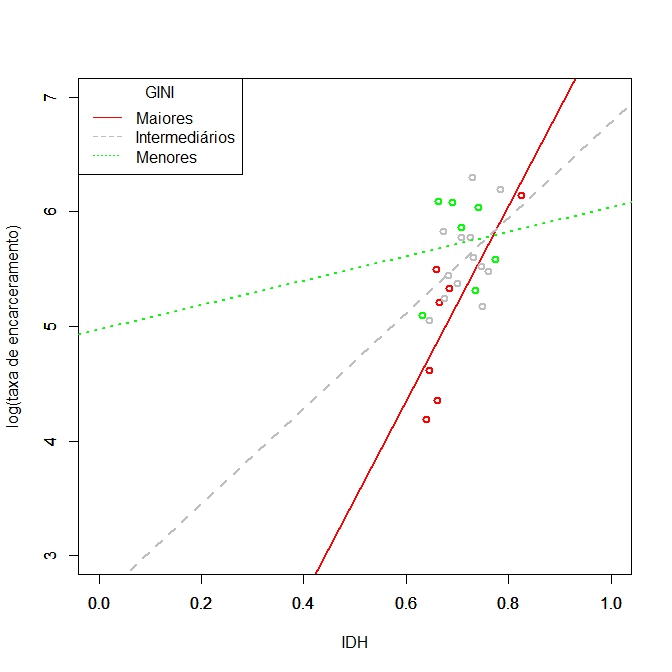 GINI
Maiores
Intermediários
Menores
7
6
5
4
3
log(taxa de encarceramento)
0.0 0.2 0.4 0.6 0.8 1.0
IDH